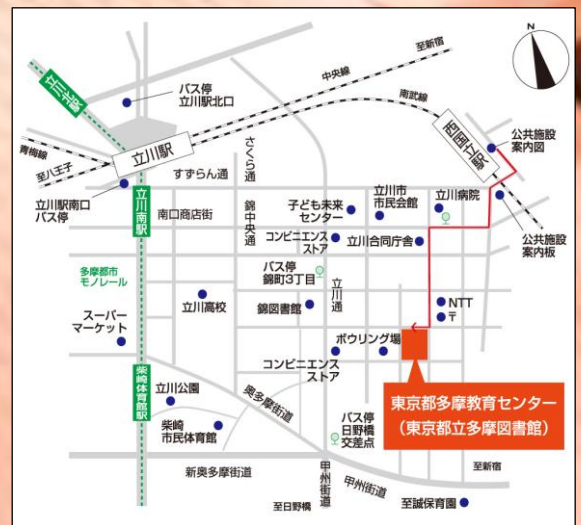 N
至新宿
中央線
南武線
バス停
立川駅北口
立川北駅
西国立駅
公共施設
案内図
青梅線
至八王子
立川駅
さくら通
すずらん通
立川駅南口
バス停
立川南駅
南口商店街
錦中央通
子ども未来
センター
立川市
市民会館
立川病院
公共施設
案内板
コンビニエンス
ストア
立川合同庁舎
多摩都市
モノレール
バス停
錦町3丁目
立川通
立川高校
錦図書館
NTT
〒
スーパー
マーケット
ボウリング場
コンビニエンス
ストア
柴崎体育館駅
立川公園
奥多摩街道
東京都多摩教育センター
（東京都立多摩図書館）
柴崎
市民体育館
バス停
日野橋
交差点
新奥多摩街道
甲州街道
甲州街道
至新宿
至日野橋
至誠保育園